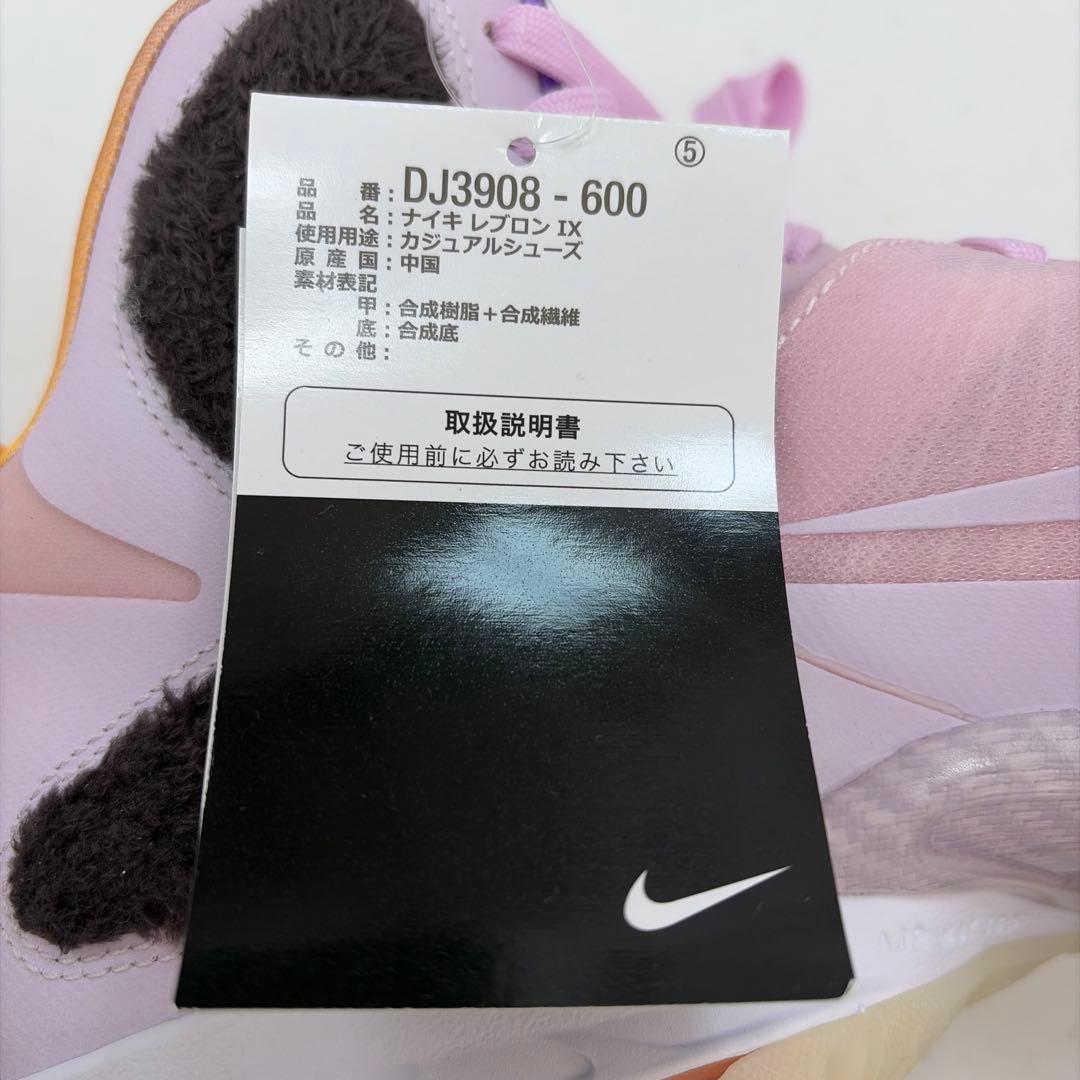 ⑤
品番:DJ3908 - 600
品名:ナイキ レブロン IX
使用用途:カジュアルシューズ
原産国:中国
素材表記
甲:合成樹脂+合成繊維
底:合成底
その他:
取扱説明書
ご使用前に必ずお読み下さい